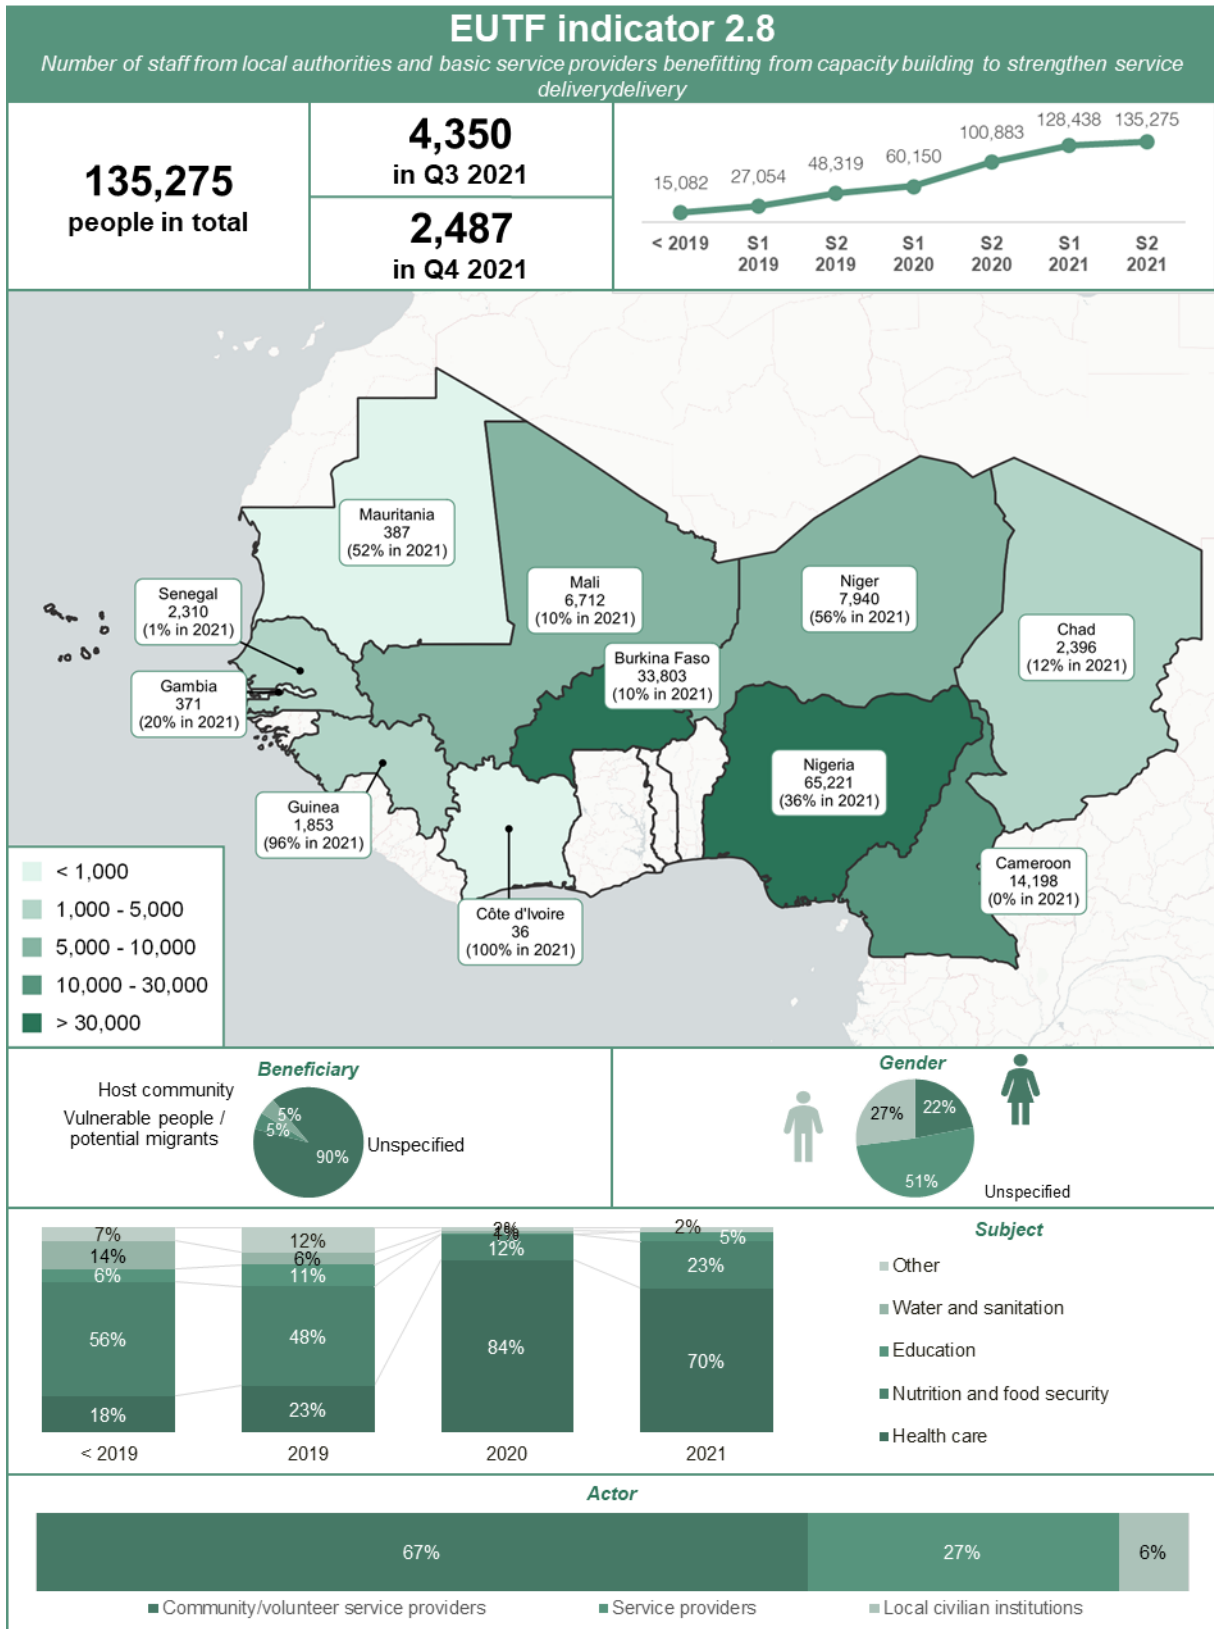 EUTF indicator 2.8
Number of staff from local authorities and basic service providers benefitting from capacity building to strengthen service
deliverydelivery
135,275
people in total
4,350
in Q3 2021
2,487
in Q4 2021
15,082
27,054
48,319
60,150
100,883
128,438
135,275
< 2019
S1
2019
S2
2019
S1
2020
S2
2020
S1
2021
S2
2021
Mauritania
387
(52% in 2021)
Senegal
2,310
(1% in 2021)
Mali
6,712
(10% in 2021)
Niger
7,940
(56% in 2021)
Chad
2,396
(12% in 2021)
Gambia
371
(20% in 2021)
Burkina Faso
33,803
(10% in 2021)
Nigeria
65,221
(36% in 2021)
Guinea
1,853
(96% in 2021)
Cameroon
14,198
(0% in 2021)
Côte d'Ivoire
36
(100% in 2021)
< 1,000
1,000 - 5,000
5,000 - 10,000
10,000 - 30,000
> 30,000
Beneficiary
Host community
Vulnerable people /
potential migrants
5%
5%
90%
Unspecified
Gender
27%
22%
51%
Unspecified
7%
14%
6%
56%
18%
< 2019
12%
6%
11%
48%
23%
2019
2%
12%
84%
2020
2%
5%
23%
70%
2021
Subject
Other
Water and sanitation
Education
Nutrition and food security
Health care
Actor
67%
27%
6%
Community/volunteer service providers
Service providers
Local civilian institutions